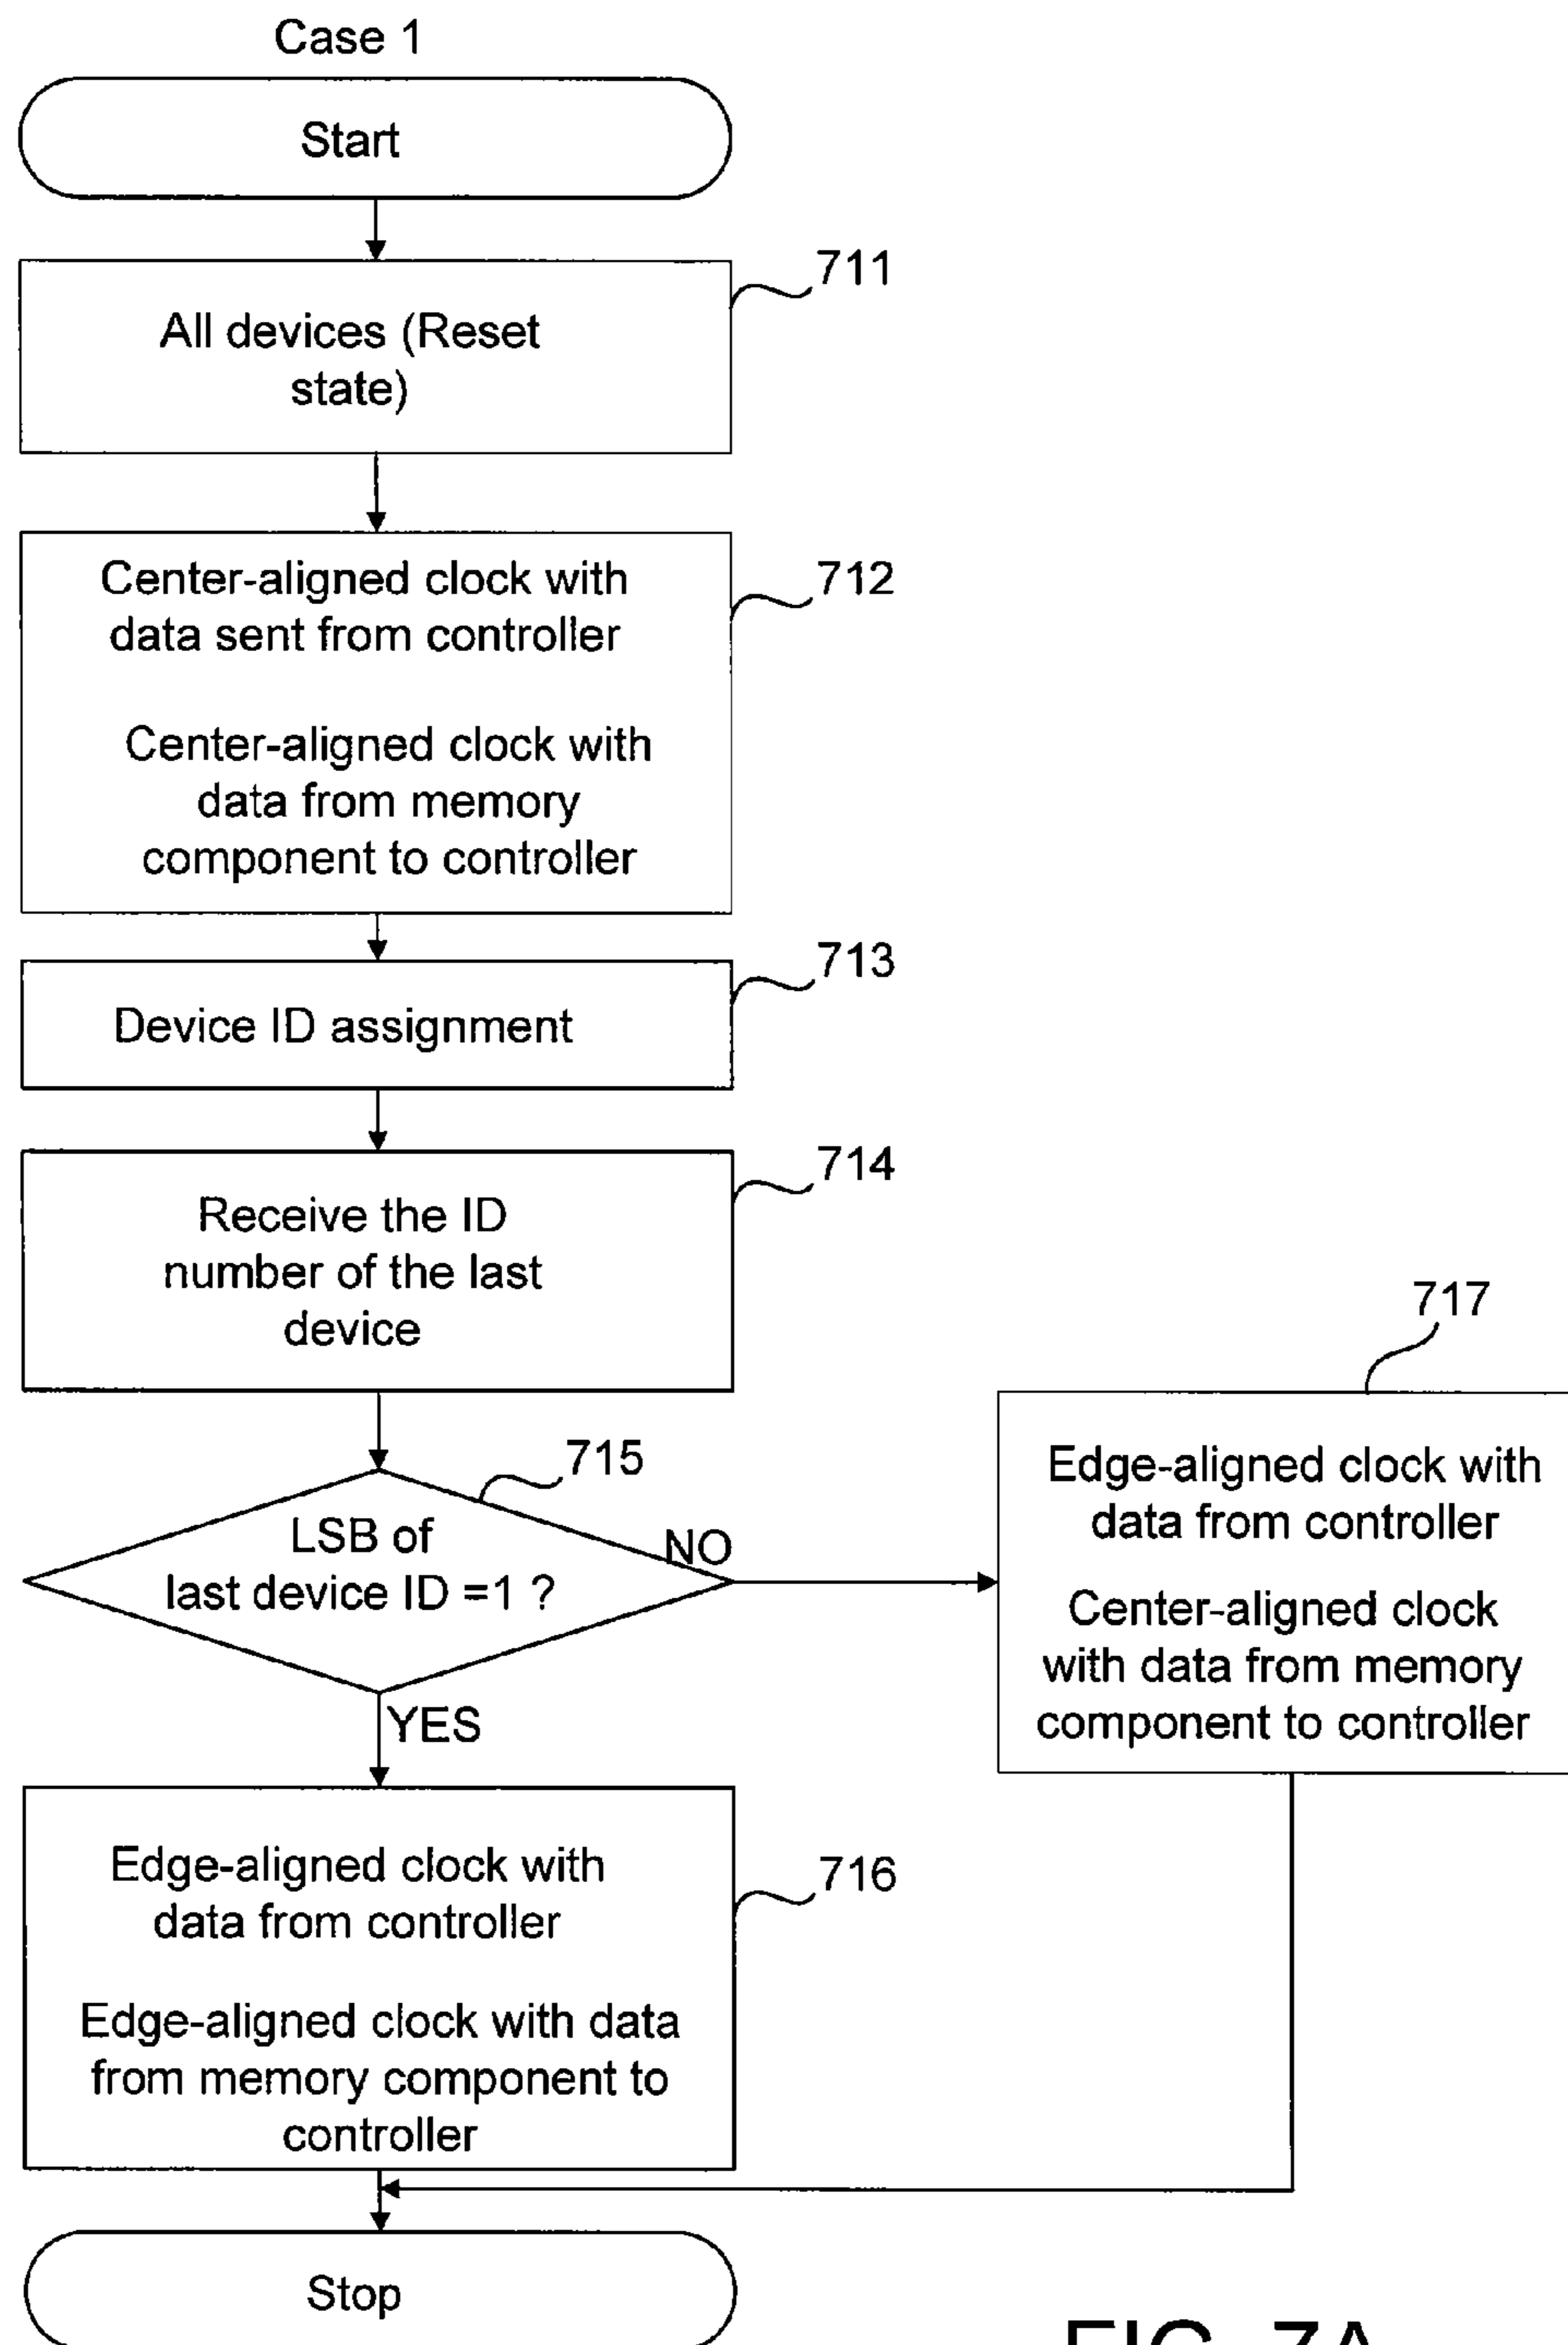 Case 1
Start
711
All devices (Reset
state)
712
Center-aligned clock with
data sent from controller
Center-aligned clock with
data from memory
component to controller
713
Device ID assignment
714
Receive the ID
number of the last
device
715
LSB of
last device ID =1 ?
NO
717
Edge-aligned clock with
data from controller
Center-aligned clock
with data from memory
component to controller
YES
716
Edge-aligned clock with
data from controller
Edge-aligned clock with data
from memory component to
controller
Stop
FIG. 7A